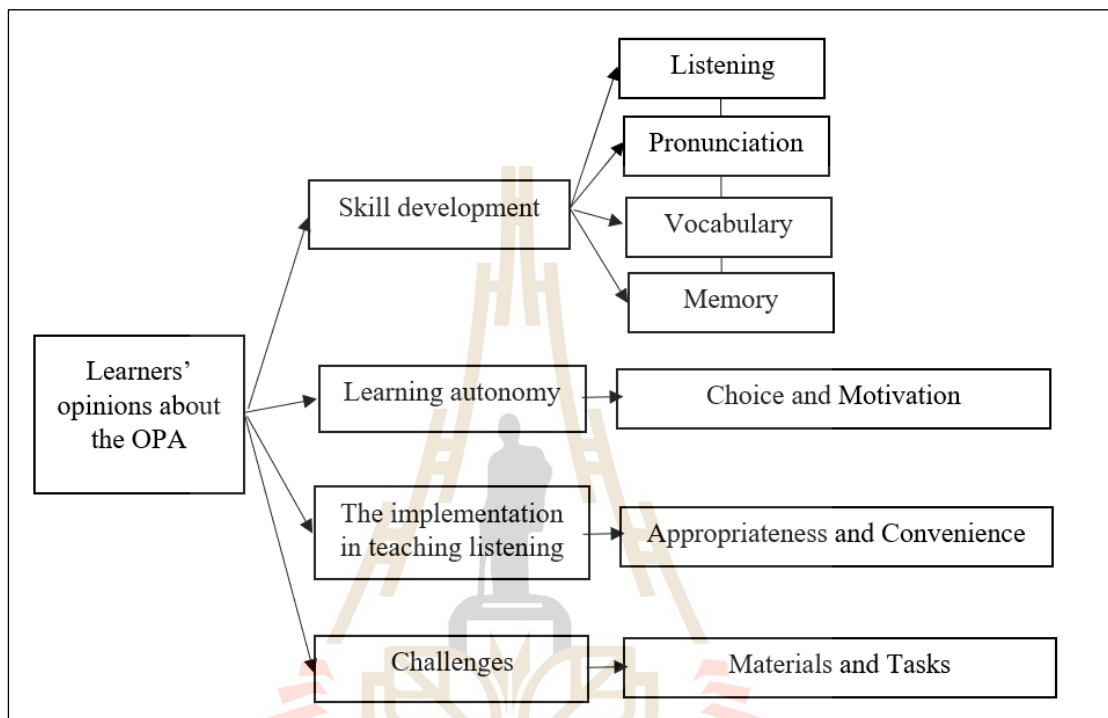 Learners’
opinions about
the OPA
Skill development
Listening
Pronunciation
Vocabulary
Memory
Learning autonomy
Choice and Motivation
The implementation
in teaching listening
Appropriateness and Convenience
Challenges
Materials and Tasks